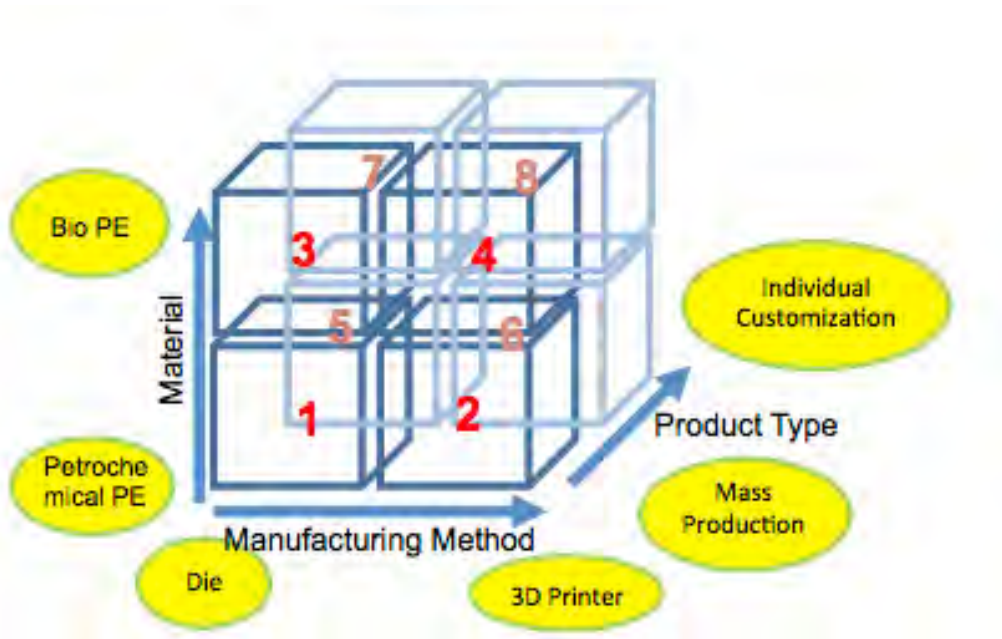 7
8
Bio PE
3
4
Individual
Customization
Material
5
6
1
2
Product Type
Petroche
mical PE
Mass
Production
Manufacturing Method
Die
3D Printer